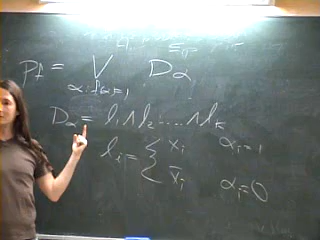 Pf = V Dα
α:f(α)=1
Dα = l₁ ∧ l₂ .... ∧ lₖ
lᵢ = { xᵢ αᵢ=1
x̄ᵢ αᵢ=0